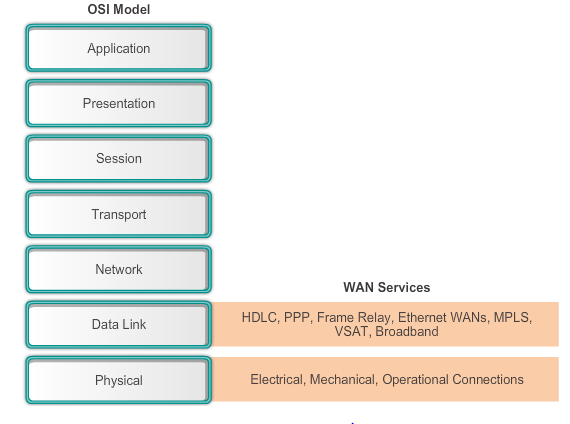 OSI Model
Application
Presentation
Session
Transport
Network
WAN Services
Data Link
HDLC, PPP, Frame Relay, Ethernet WANs, MPLS,
VSAT, Broadband
Physical
Electrical, Mechanical, Operational Connections